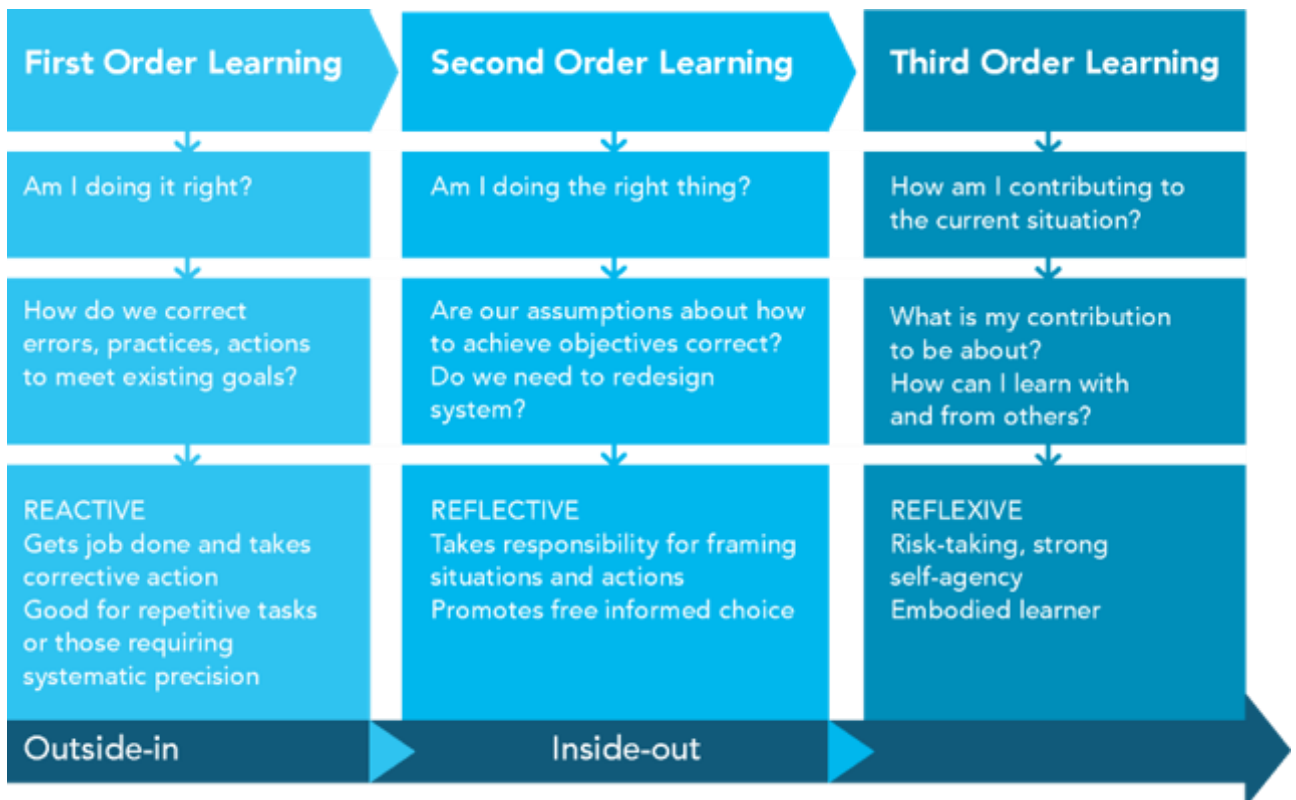 First Order Learning
Am I doing it right?
How do we correct
errors, practices, actions
to meet existing goals?
REACTIVE
Gets job done and takes
corrective action
Good for repetitive tasks
or those requiring
systematic precision
Outside-in
Second Order Learning
Am I doing the right thing?
Are our assumptions about how
to achieve objectives correct?
Do we need to redesign
system?
REFLECTIVE
Takes responsibility for framing
situations and actions
Promotes free informed choice
Inside-out
Third Order Learning
How am I contributing to
the current situation?
What is my contribution
to be about?
How can I learn with
and from others?
REFLEXIVE
Risk-taking, strong
self-agency
Embodied learner